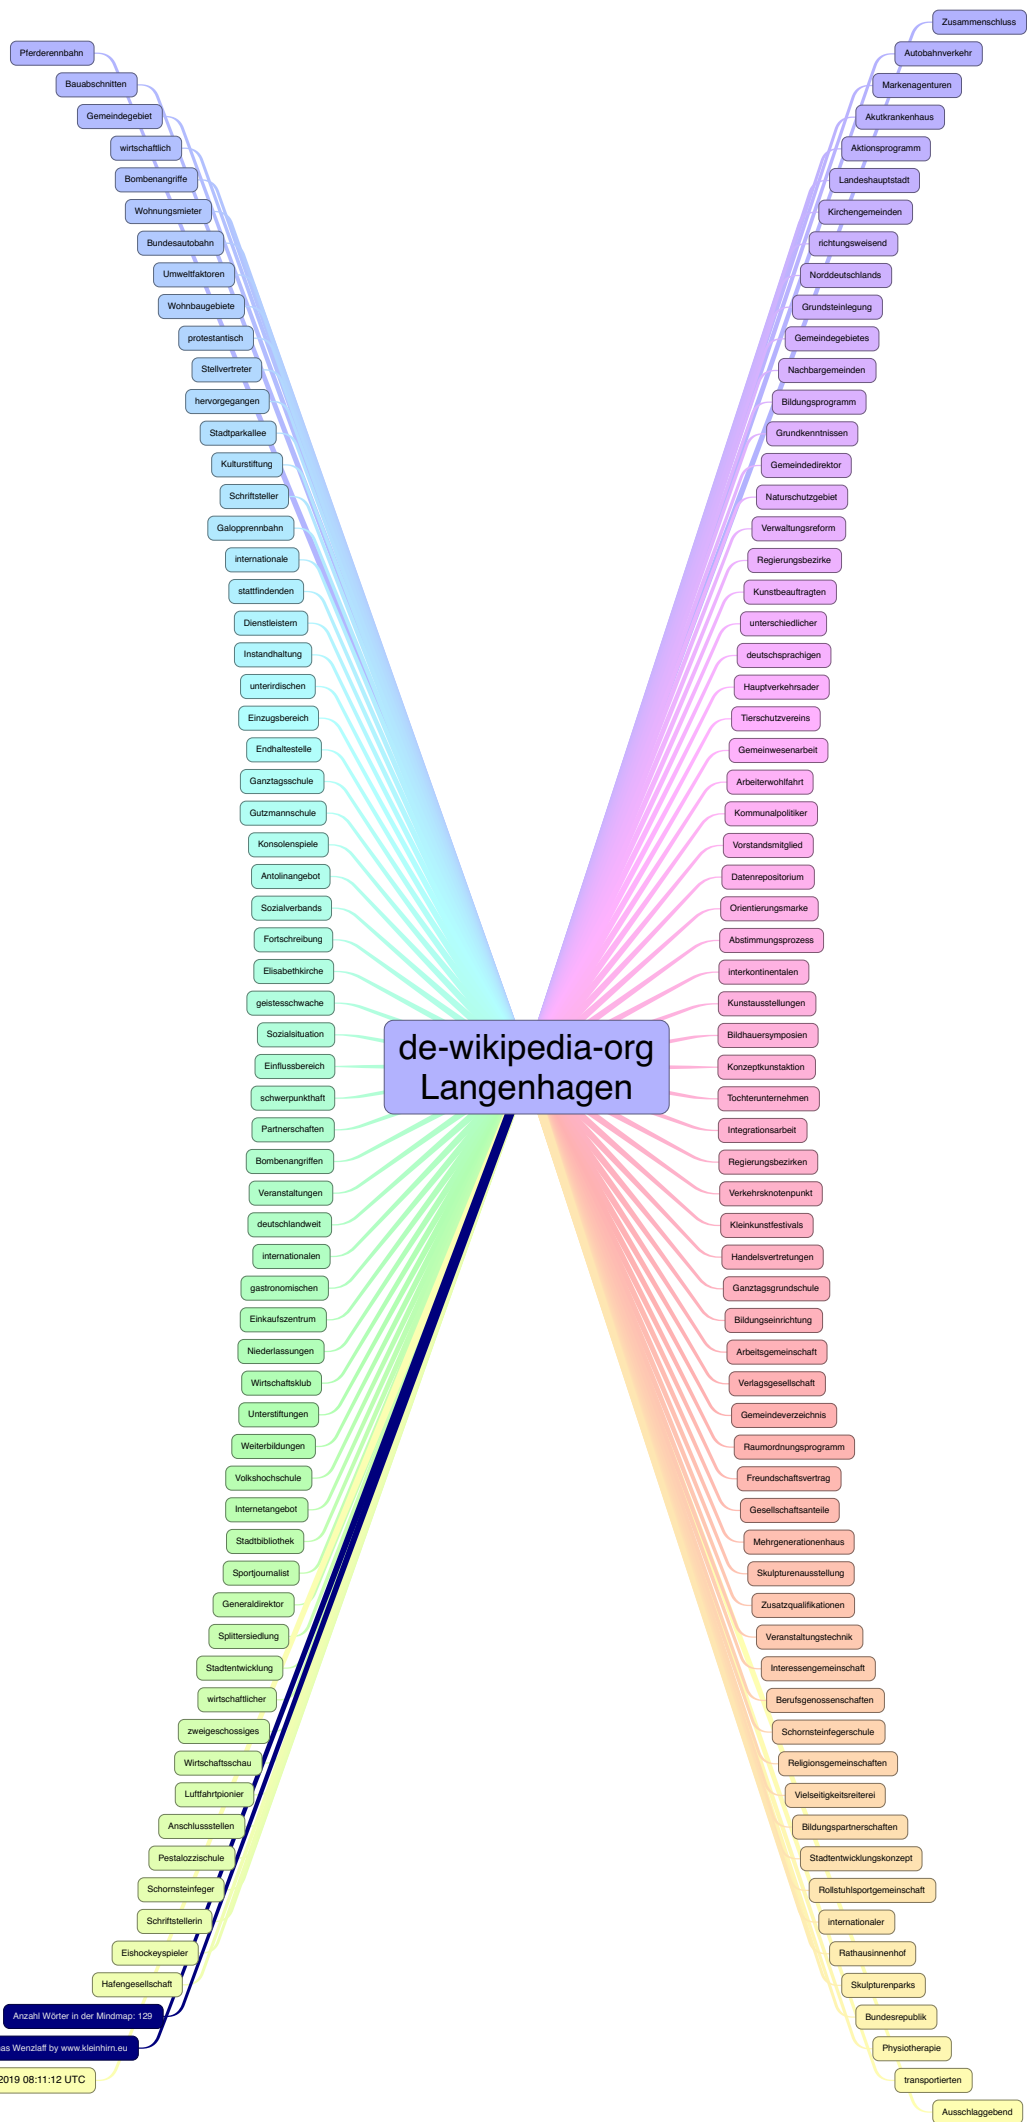 Pferderennbahn
Bauabschnitten
Gemeindegebiet
wirtschaftlich
Bombenangriffe
Wohnungsmieter
Bundesautobahn
Umweltfaktoren
Wohnbaugebiete
protestantisch
Stellvertreter
hervorgegangen
Stadtparkallee
Kulturstiftung
Schriftsteller
Galopprennbahn
internationale
stattfindenden
Dienstleistern
Instandhaltung
unterirdischen
Einzugsbereich
Endhaltestelle
Ganztagsschule
Gutzmannschule
Konsolenspiele
Antolinangebot
Sozialverbands
Fortschreibung
Elisabethkirche
geistesschwache
Sozialsituation
Einflussbereich
schwerpunkthaft
Partnerschaften
Bombenangriffen
Veranstaltungen
deutschlandweit
internationalen
gastronomischen
Einkaufszentrum
Niederlassungen
Wirtschaftsklub
Unterstiftungen
Weiterbildungen
Volkshochschule
Internetangebot
Stadtbibliothek
Sportjournalist
Generaldirektor
Splittersiedlung
Stadtentwicklung
wirtschaftlicher
zweigeschossiges
Wirtschaftsschau
Luftfahrtpionier
Anschlussstellen
Pestalozzischule
Schornsteinfeger
Schriftstellerin
Eishockeyspieler
Hafengesellschaft
Anzahl Wörter in der Mindmap: 129
as Wenzlaff by www.kleinhirn.eu
2019 08:11:12 UTC
de-wikipedia-org
Langenhagen
Zusammenschluss
Autobahnverkehr
Markenagenturen
Akutkrankenhaus
Aktionsprogramm
Landeshauptstadt
Kirchengemeinden
richtungsweisend
Norddeutschlands
Grundsteinlegung
Gemeindegebietes
Nachbargemeinden
Bildungsprogramm
Grundkenntnissen
Gemeindedirektor
Naturschutzgebiet
Verwaltungsreform
Regierungsbezirke
Kunstbeauftragten
unterschiedlicher
deutschsprachigen
Hauptverkehrsader
Tierschutzvereins
Gemeinwesenarbeit
Arbeiterwohlfahrt
Kommunalpolitiker
Vorstandsmitglied
Datenrepositorium
Orientierungsmarke
Abstimmungsprozess
interkontinentalen
Kunstausstellungen
Bildhauersymposien
Konzeptkunstaktion
Tochterunternehmen
Integrationsarbeit
Regierungsbezirken
Verkehrsknotenpunkt
Kleinkunstfestivals
Handelsvertretungen
Ganztagsgrundschule
Bildungseinrichtung
Arbeitsgemeinschaft
Verlagsgesellschaft
Gemeindeverzeichnis
Raumordnungsprogramm
Freundschaftsvertrag
Gesellschaftsanteile
Mehrgenerationenhaus
Skulpturenausstellung
Zusatzqualifikationen
Veranstaltungstechnik
Interessengemeinschaft
Berufsgenossenschaften
Schornsteinfegerschule
Religionsgemeinschaften
Vielseitigkeitsreiterei
Bildungspartnerschaften
Stadtentwicklungskonzept
Rollstuhlsportgemeinschaft
internationaler
Rathausinnenhof
Skulpturenparks
Bundesrepublik
Physiotherapie
transportierten
Ausschlaggebend